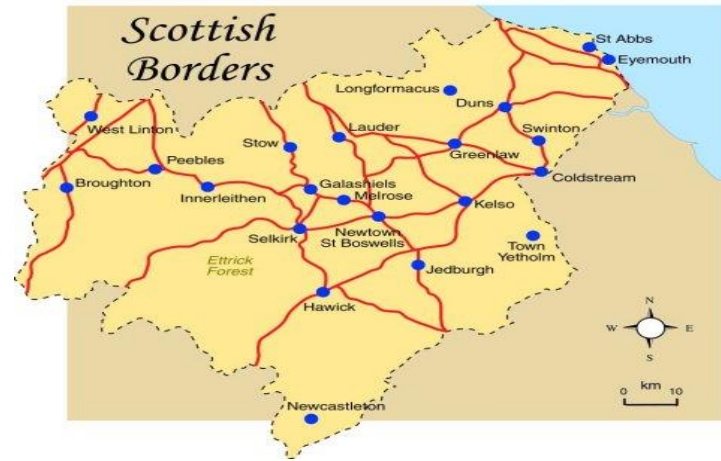 Scottish
Borders
St Abbs
Eyemouth
Longformacus
Duns
West Linton
Lauder
Swinton
Stow
Greenlaw
Peebles
Coldstream
Broughton
Innerleithen
Galashiels
Melrose
Kelso
Selkirk
Newtown
St Boswells
Town
Yetholm
Ettrick
Forest
Jedburgh
Hawick
N
W
E
S
km
0
10
Newcastleton